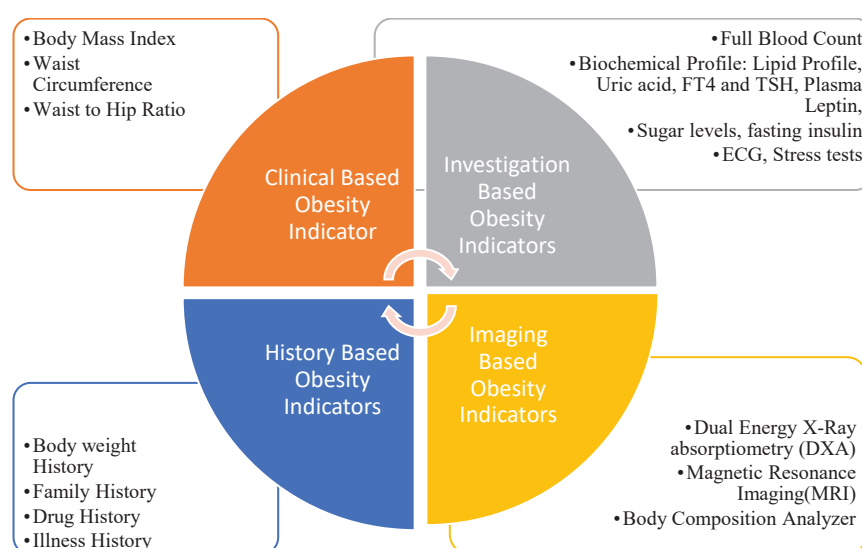 •Body Mass Index
•Waist
Circumference
•Waist to Hip Ratio
•Full Blood Count
•Biochemical Profile: Lipid Profile,
Uric acid, FT4 and TSH, Plasma
Leptin,
•Sugar levels, fasting insulin
•ECG, Stress tests
Clinical Based
Obesity
Indicator
Investigation
Based
Obesity
Indicators
History Based
Obesity
Indicators
Imaging
Based
Obesity
Indicators
•Body weight
History
•Family History
•Drug History
•Illness History
•Dual Energy X-Ray
absorptiometry (DXA)
•Magnetic Resonance
Imaging(MRI)
•Body Composition Analyzer